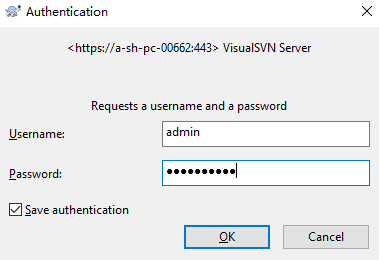 Authentication
<https://a-sh-pc-00662:443> VisualSVN Server
Requests a username and a password
Username:
admin
Password:
●●●●●●●●●●
Save authentication
OK
Cancel